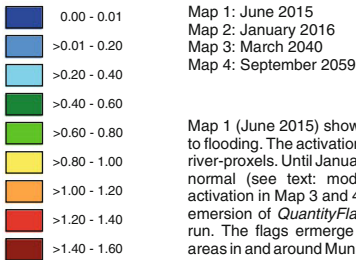 0.00 - 0.01
>0.01 - 0.20
>0.20 - 0.40
>0.40 - 0.60
>0.60 - 0.80
>0.80 - 1.00
>1.00 - 1.20
>1.20 - 1.40
>1.40 - 1.60
Map 1: June 2015
Map 2: January 2016
Map 3: March 2040
Map 4: September 2059
Map 1 (June 2015) show
to flooding. The activation
river-proxels. Until Janua
normal (see text: mod
activation in Map 3 and 4
emersion of QuantityFla
run. The flags ermerge
areas in and around Mun